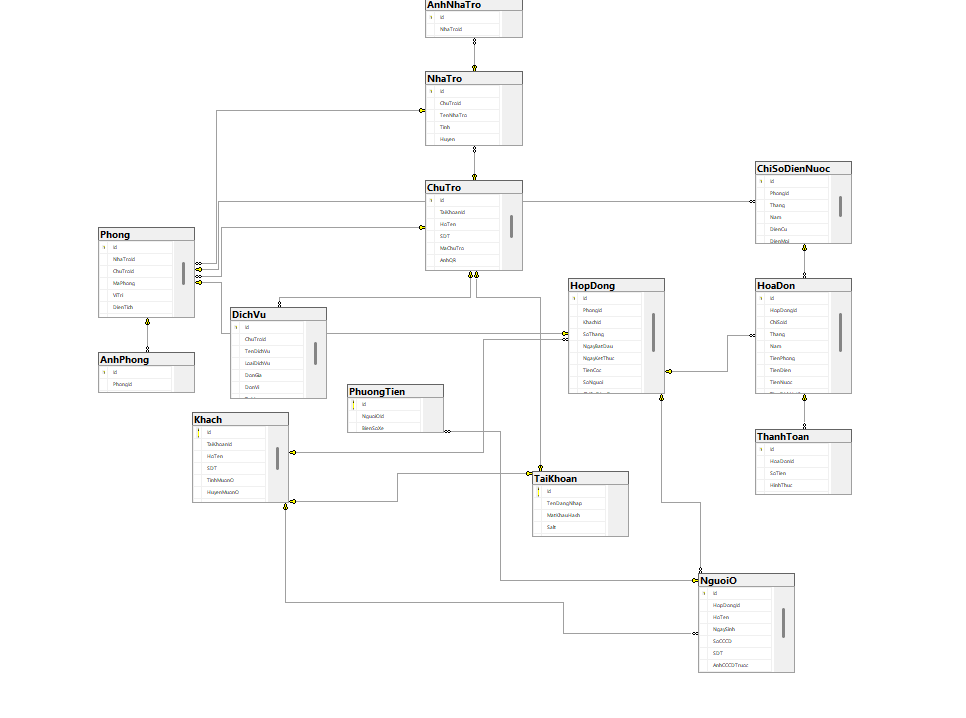 AnhNhaTro
Id
NhaTroId
NhaTro
Id
ChuTroId
TenNhaTro
Tinh
Huyen
ChuTro
Id
TaiKhoanId
HoTen
SDT
MaChuTro
AnhQR
ChiSoDienNuoc
Id
PhongId
Thang
Nam
DienCu
DienMoi
Phong
Id
NhaTroId
ChuTroId
MaPhong
ViTri
DienTich
AnhPhong
Id
PhongId
DichVu
Id
ChuTroId
TenDichVu
LoaiDichVu
DonGia
DonVi
HopDong
Id
PhongId
KhachId
SoThang
NgayBatDau
NgayKetThuc
TienCoc
SoNguoi
HoaDon
Id
HopDongId
ChiSoId
Thang
Nam
TienPhong
TienDien
TienNuoc
PhuongTien
Id
NguoiOId
BienSoXe
Khach
Id
TaiKhoanId
HoTen
SDT
TinhMuonO
HuyenMuonO
TaiKhoan
Id
TenDangNhap
MatKhauHash
Salt
ThanhToan
Id
HoaDonId
SoTien
HinhThuc
NguoiO
Id
HopDongId
HoTen
NgaySinh
SoCCCD
SDT
AnhCCCDTruoc